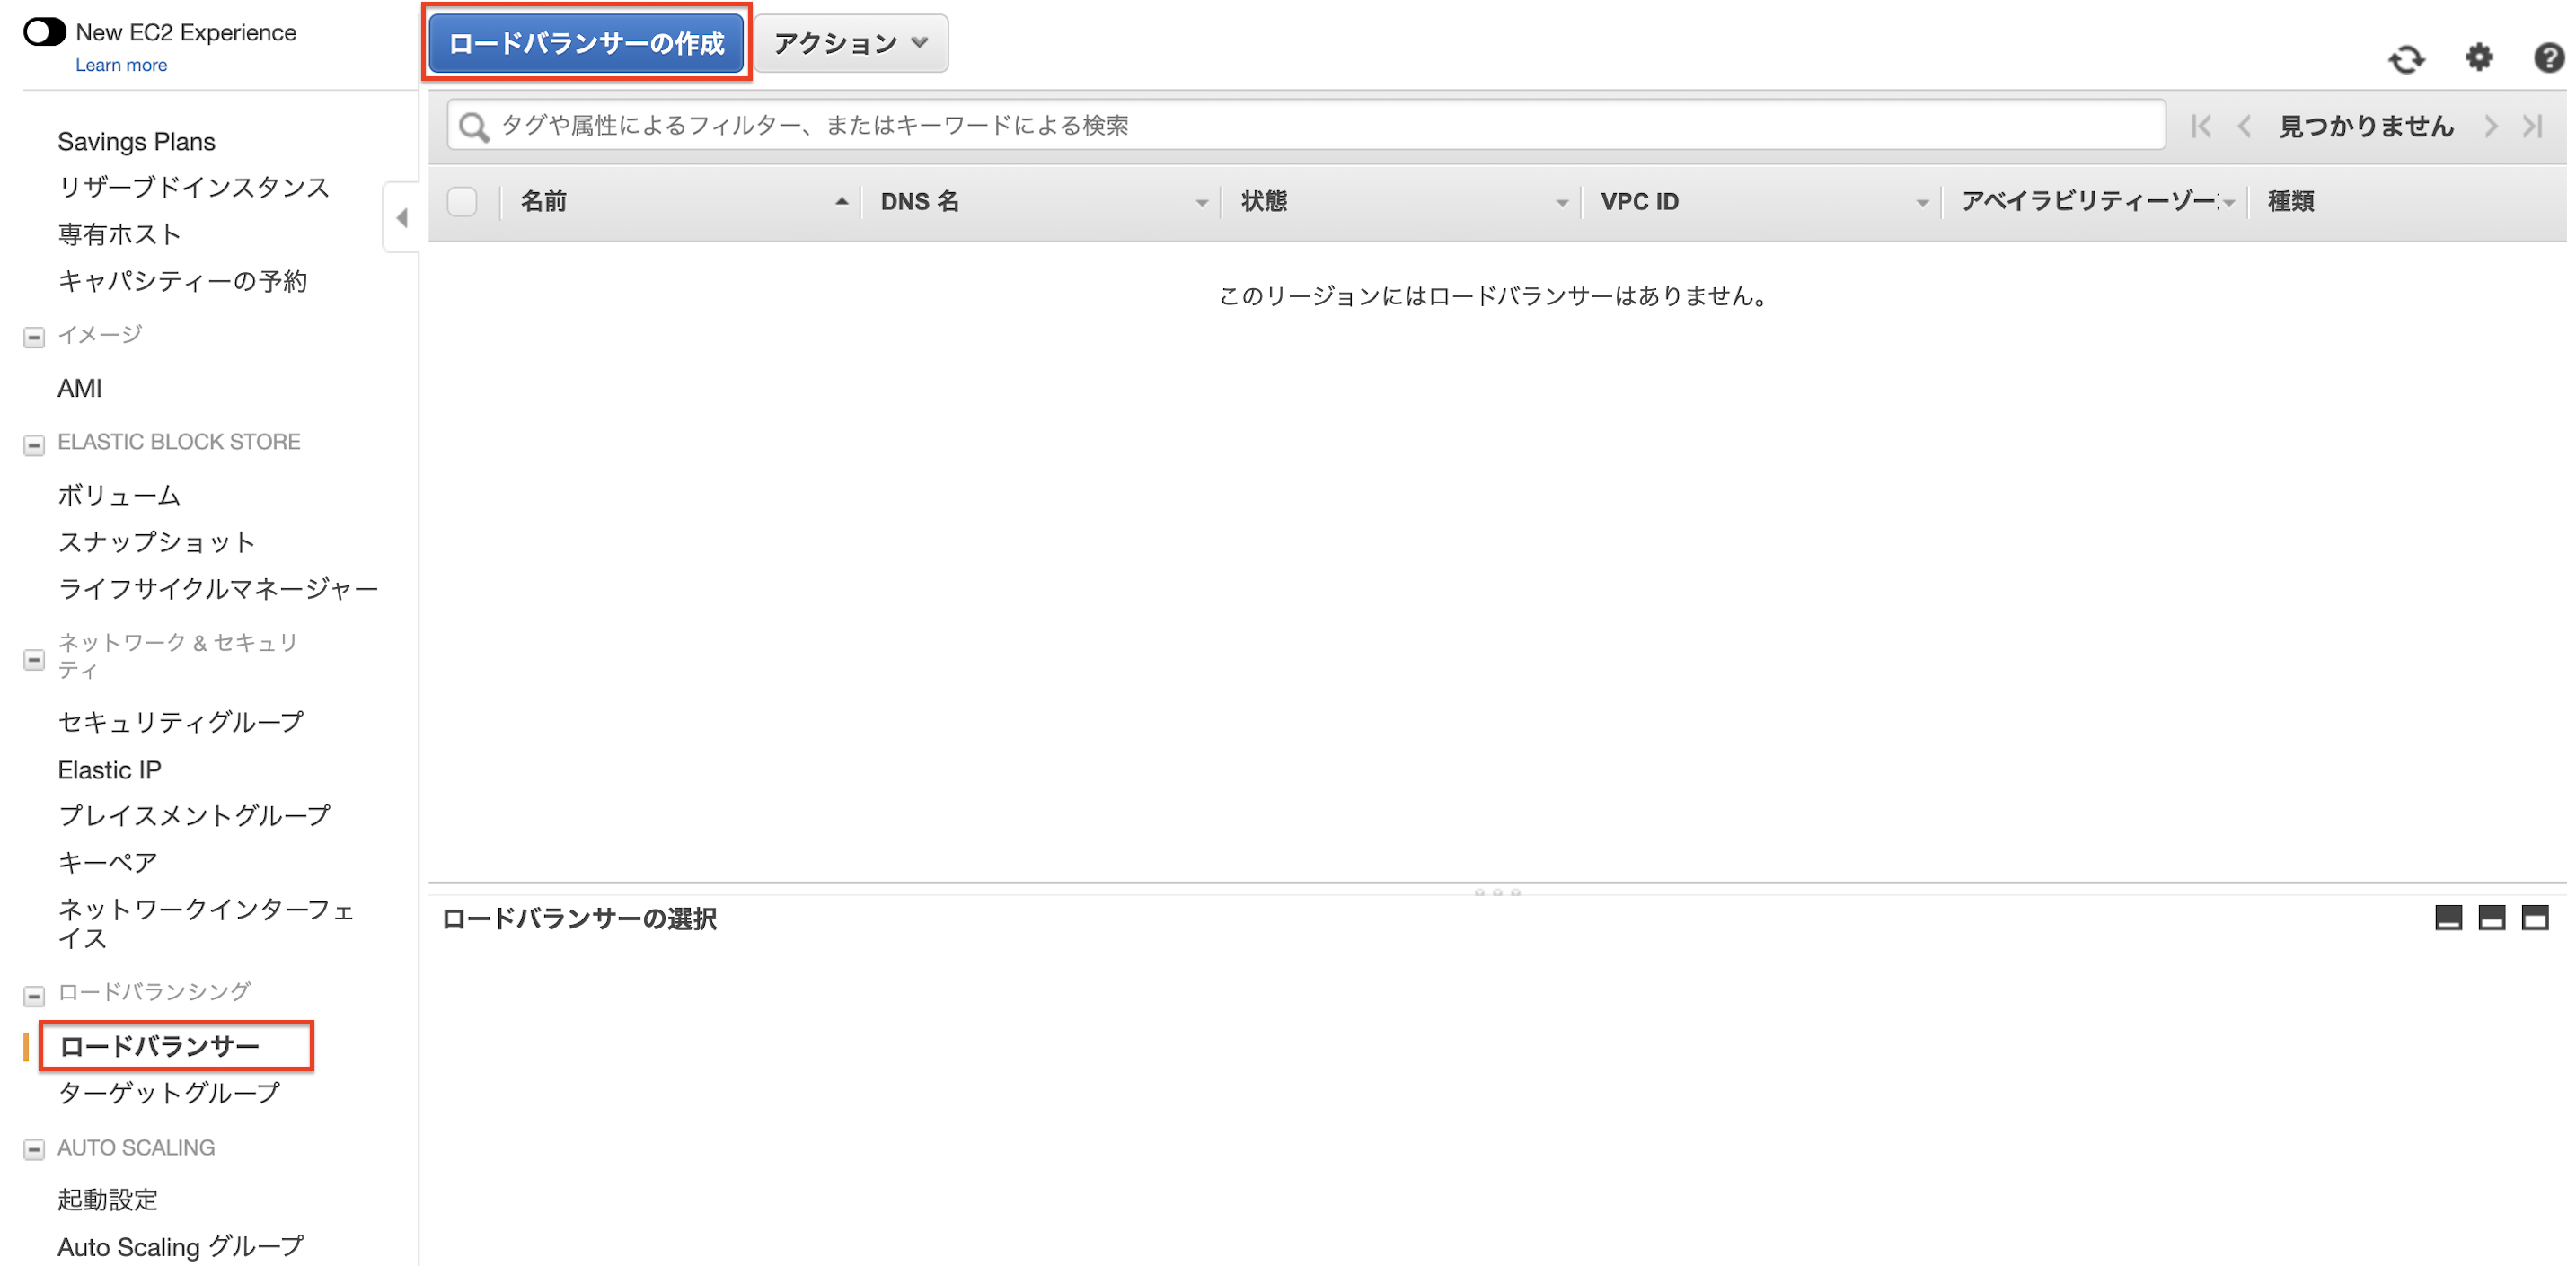 New EC2 Experience
Learn more
Savings Plans
リザーブドインスタンス
専有ホスト
キャパシティーの予約
イメージ
AMI
ELASTIC BLOCK STORE
ボリューム
スナップショット
ライフサイクルマネージャー
ネットワーク & セキュリ
ティ
セキュリティグループ
Elastic IP
プレイスメントグループ
キーペア
ネットワークインターフェ
イス
ロードバランシング
ロードバランサー
ターゲットグループ
AUTO SCALING
起動設定
Auto Scaling グループ
ロードバランサーの作成 アクション
タグや属性によるフィルター、またはキーワードによる検索 見つかりません
名前 DNS 名 状態 VPC ID アベイラビリティーゾー 種類
このリージョンにはロードバランサーはありません。
ロードバランサーの選択